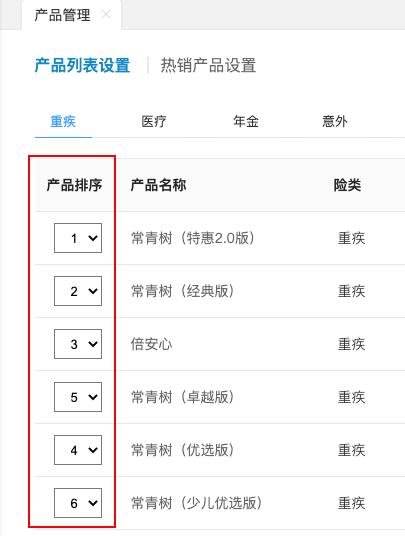 产品管理 ×
产品列表设置 | 热销产品设置
重疾 医疗 年金 意外
产品排序 产品名称 险类
1 常青树（特惠2.0版） 重疾
2 常青树（经典版） 重疾
3 倍安心 重疾
5 常青树（卓越版） 重疾
4 常青树（优选版） 重疾
6 常青树（少儿优选版） 重疾